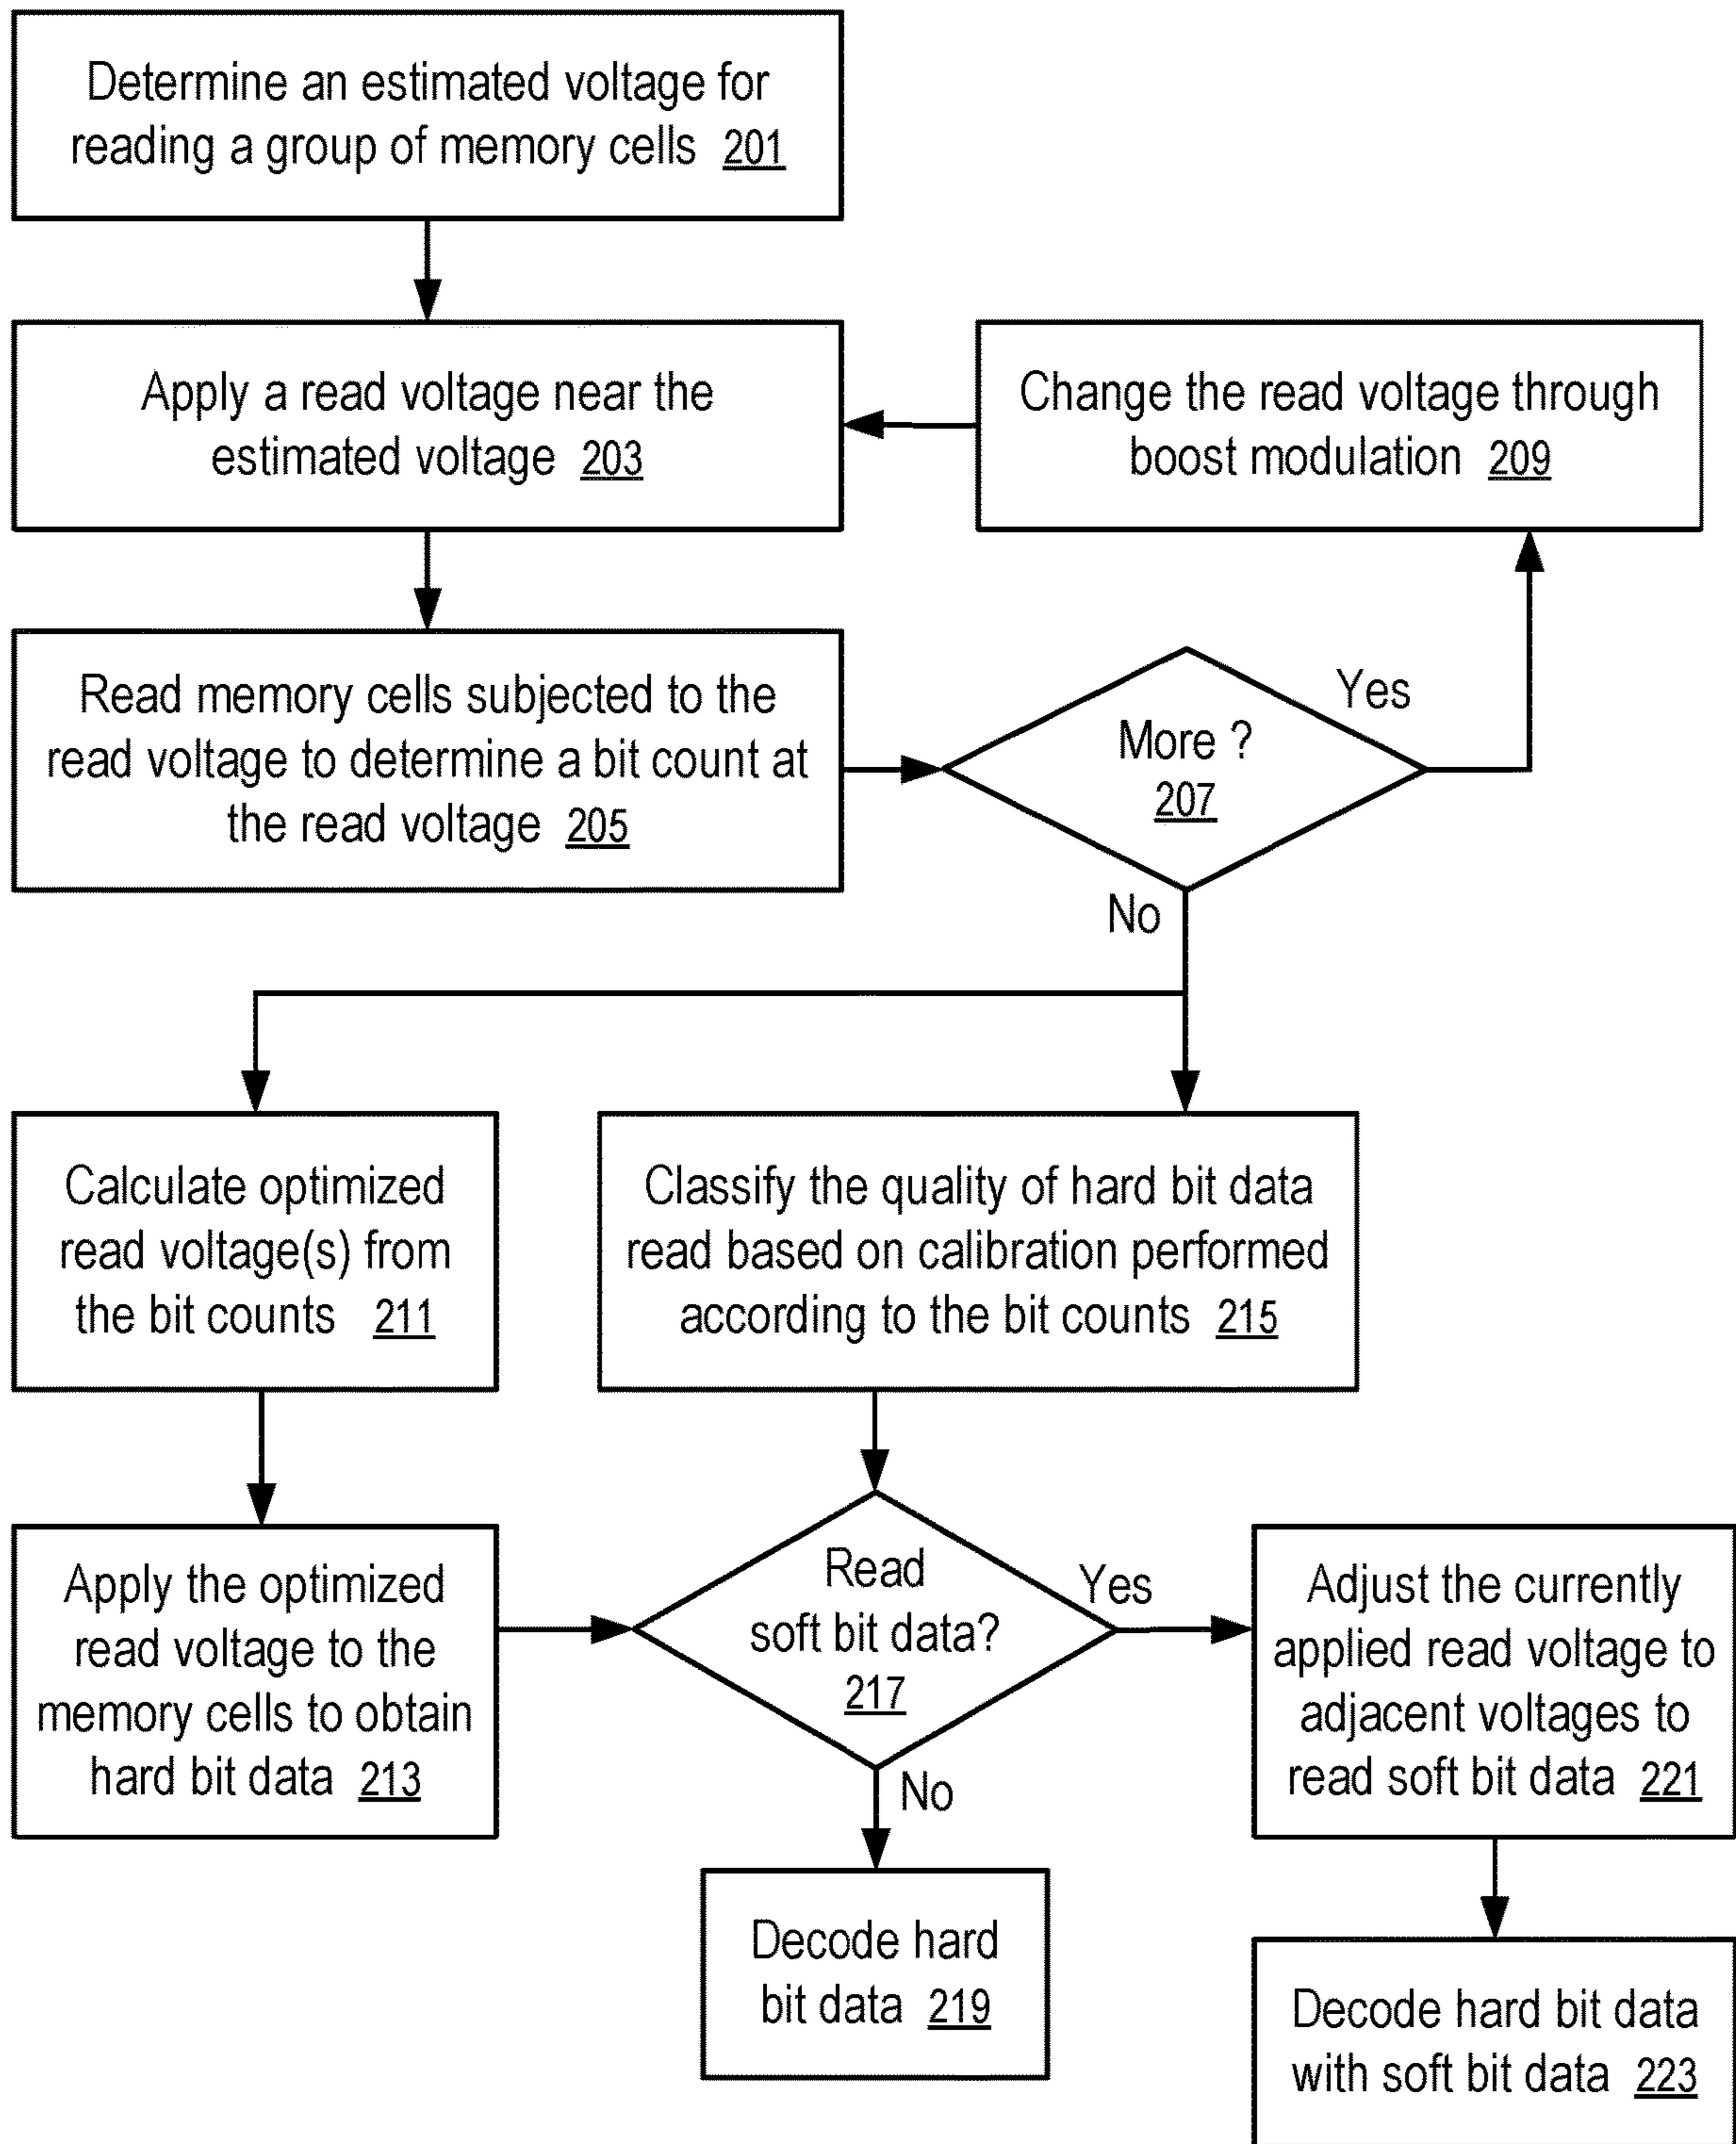 Determine an estimated voltage for
reading a group of memory cells 201
Apply a read voltage near the
estimated voltage 203
Change the read voltage through
boost modulation 209
Read memory cells subjected to the
read voltage to determine a bit count at
the read voltage 205
More ?
207
Yes
No
Calculate optimized
read voltage(s) from
the bit counts 211
Classify the quality of hard bit data
read based on calibration performed
according to the bit counts 215
Apply the optimized
read voltage to the
memory cells to obtain
hard bit data 213
Read
soft bit data?
217
Yes
No
Adjust the currently
applied read voltage to
adjacent voltages to
read soft bit data 221
Decode hard
bit data 219
Decode hard bit data
with soft bit data 223